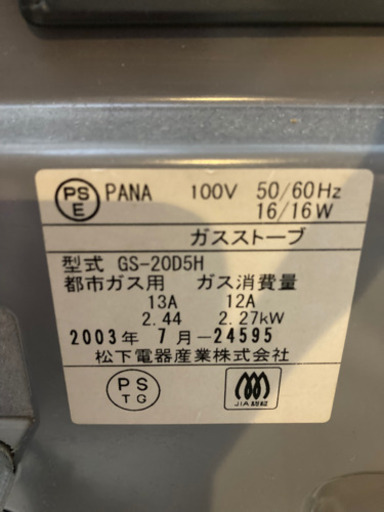 PS E PANA 100V 50/60Hz
16/16W
ガスストーブ
型式 GS-20D5H
都市ガス用 ガス消費量
13A 12A
2.44 2.27kW
2003年 7月-24595
松下電器産業株式会社
PS TG
JIA